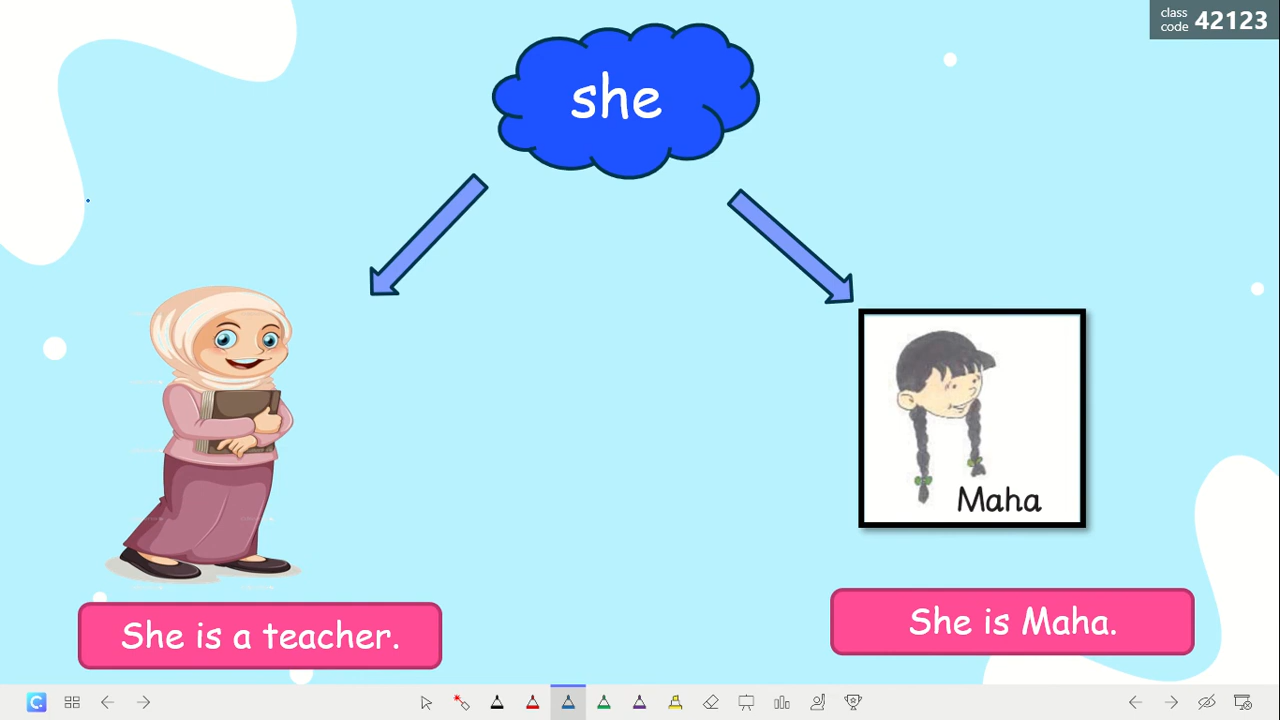 class
code 42123
she
Maha
She is a teacher.
She is Maha.